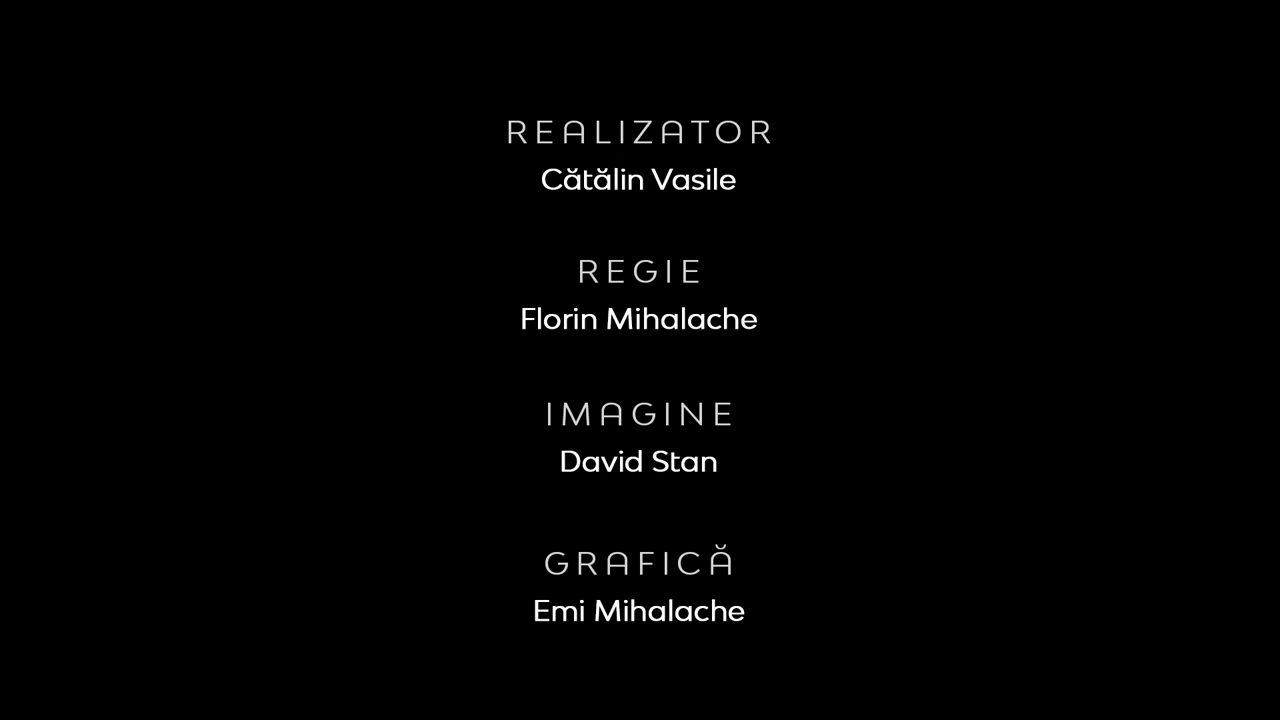 REALIZATOR
Cătălin Vasile
REGIE
Florin Mihalache
IMAGINE
David Stan
GRAFICĂ
Emi Mihalache